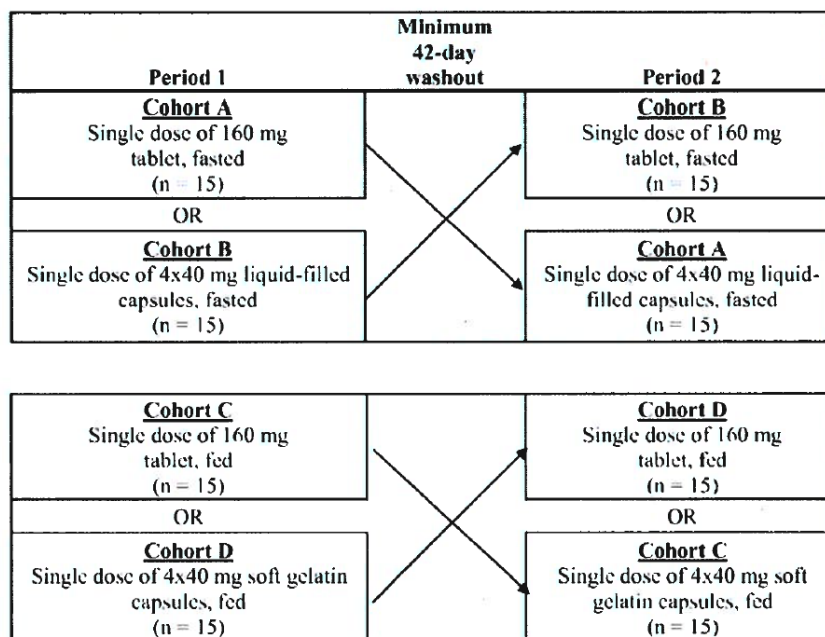 Minimum
42-day
Period 1 washout Period 2
Cohort A
Single dose of 160 mg
tablet, fasted
(n = 15)
Cohort B
Single dose of 160 mg
tablet, fasted
(n = 15)
OR
OR
Cohort B
Single dose of 4x40 mg liquid-filled
capsules, fasted
(n = 15)
Cohort A
Single dose of 4x40 mg liquid-
filled capsules, fasted
(n = 15)
Cohort C
Single dose of 160 mg
tablet, fed
(n = 15)
Cohort D
Single dose of 160 mg
tablet, fed
(n = 15)
OR
OR
Cohort D
Single dose of 4x40 mg soft gelatin
capsules, fed
(n = 15)
Cohort C
Single dose of 4x40 mg soft
gelatin capsules, fed
(n = 15)